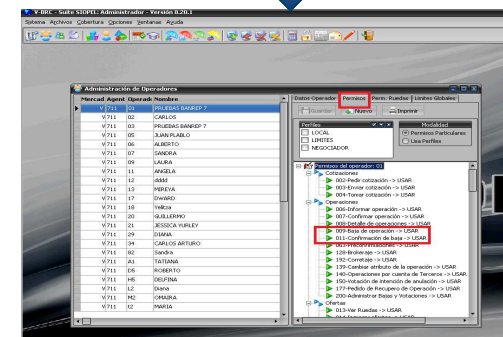 V-BRC - Suite SIOPEL: Administrador - Versión 8.20.1
Sistema Archivos Cobertura Opciones Ventanas Ayuda
Administración de Operadores
Mercad Agent Operado Nombre
V 711 01 PRUEBAS BANREP 7
V 711 02 CARLOS
V 711 03 PRUEBAS BANREP 7
V 711 05 JUAN PLABLO
V 711 06 ALBERTO
V 711 07 SANDRA
V 711 09 LAURA
V 711 11 ANGELA
V 711 12 dddd
V 711 13 MIREYA
V 711 17 DWARD
V 711 18 Yelitza
V 711 20 GUILLERMO
V 711 21 JESSICA YURLEY
V 711 29 DIANA
V 711 34 CARLOS ARTURO
V 711 82 Sandra
V 711 A1 TATIANA
V 711 D5 ROBERTO
V 711 H5 DELFINA
V 711 L2 Diana
V 711 M2 OMAIRA
V 711 t2 MARIA
Datos Operador Permisos Perm. Ruedas Limites Globales
Guardar Nuevo Imprimir
Perfiles
LOCAL
LIMITES
NEGOCIADOR
Modalidad
Permisos Particulares
Usa Perfiles
Permisos del operador: 01
Cotizaciones
002-Pedir cotización -> USAR
003-Enviar cotización -> USAR
004-Tomar cotización -> USAR
Operaciones
006-Informar operación -> USAR
007-Confirmar operación -> USAR
008-Detalle de operaciones -> USAR
009-Baja de operación -> USAR
011-Confirmación de baja -> USAR
063-Preconfirmaciones -> USAR
128-Brokeraje -> USAR
192-Corretaje -> USAR
139-Cambiar atributo de la operación -> USAR
140-Operaciones por cuenta de Terceros -> USAR
150-Votación de intención de anulación -> USAR
177-Pedido de Recupero de Operación -> USAR
200-Administrar Bajas y Votaciones -> USAR
Ofertas
013-Ver Ruedas -> USAR